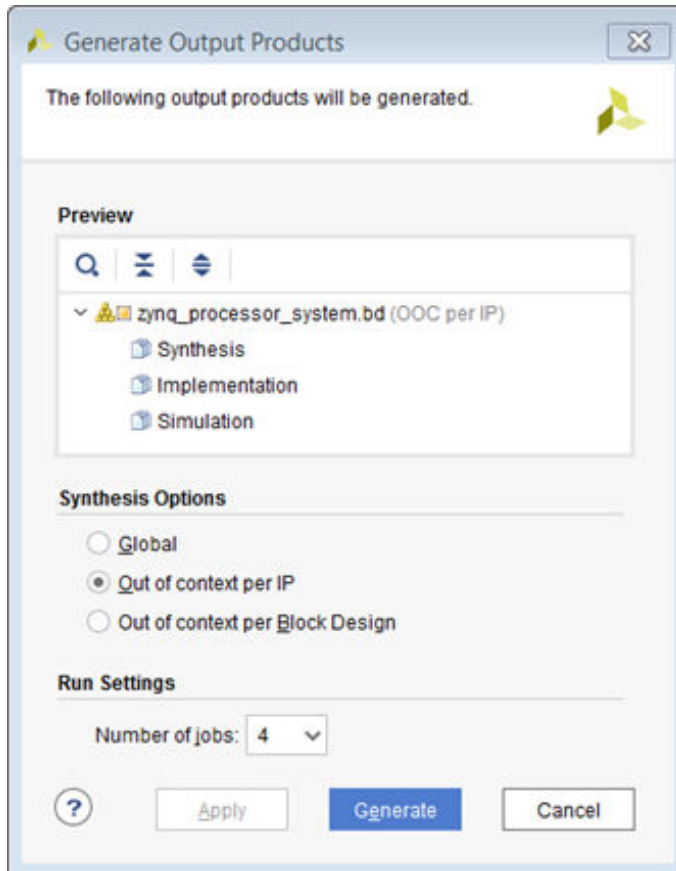 Generate Output Products
The following output products will be generated.
Preview
zynq_processor_system.bd (OOC per IP)
Synthesis
Implementation
Simulation
Synthesis Options
Global
Out of context per IP
Out of context per Block Design
Run Settings
Number of jobs: 4
? Apply Generate Cancel